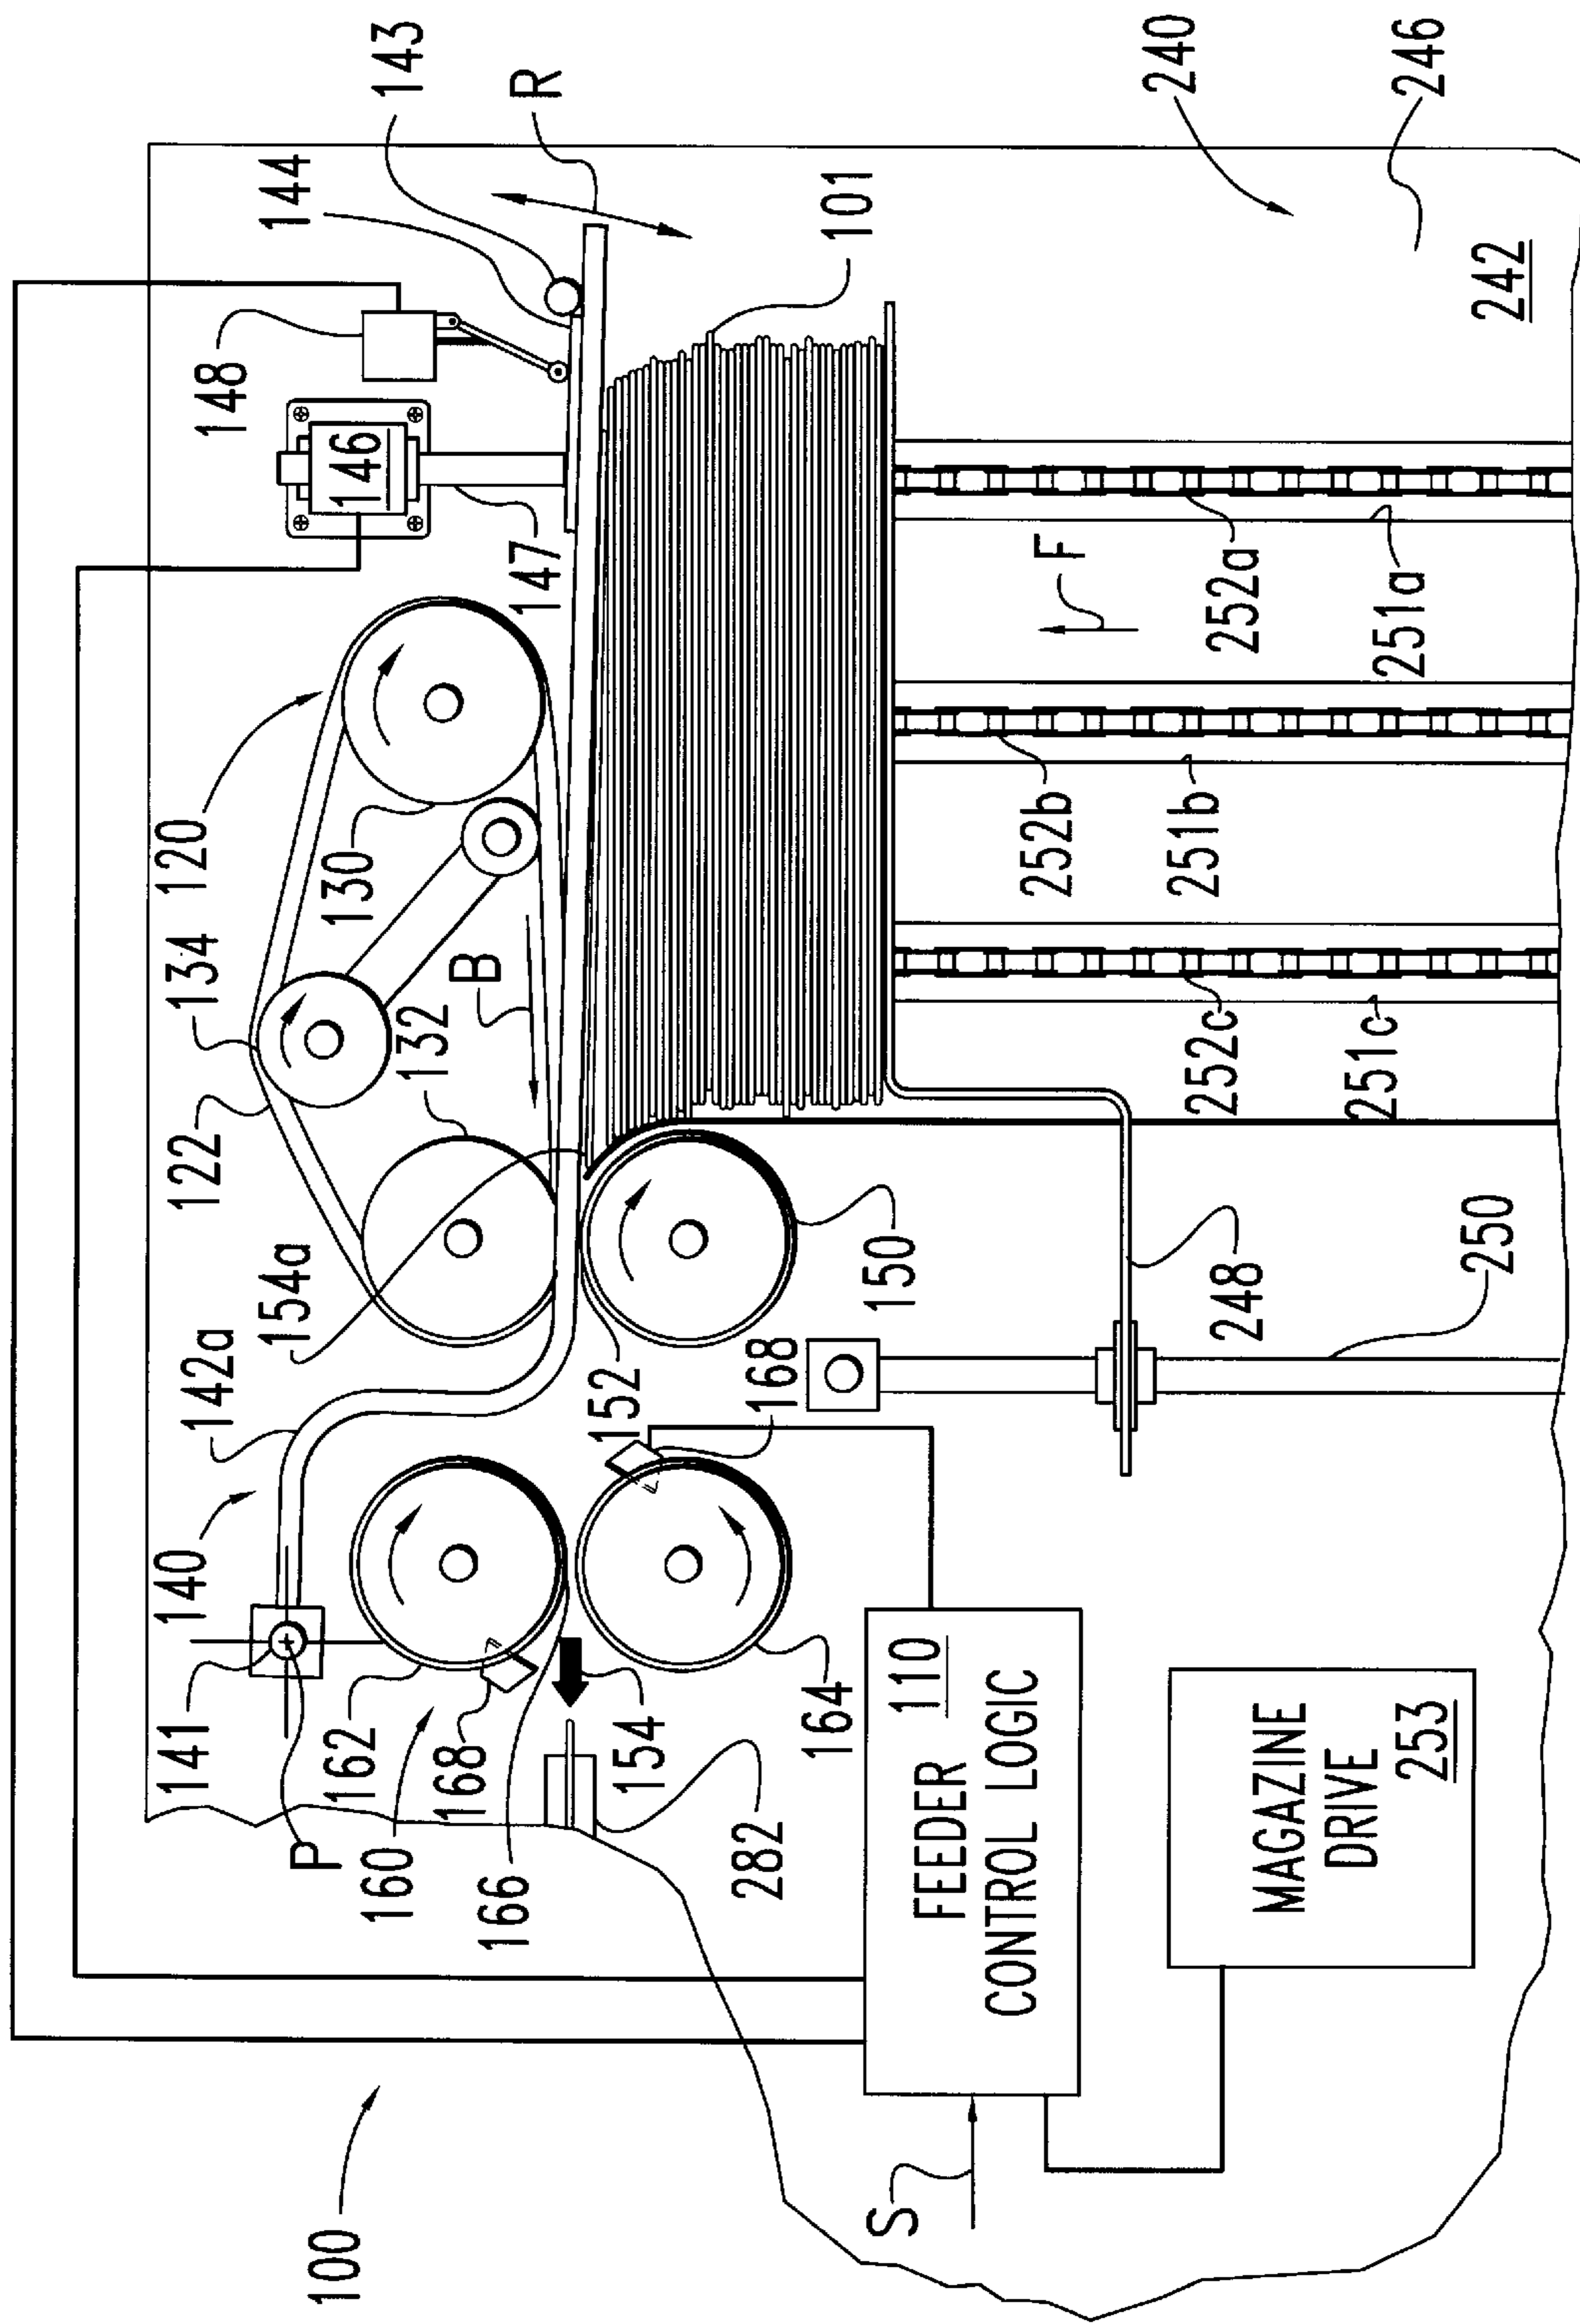 100
160
P
141
140
142a
154a
122
134
120
130
132
B
148
146
147
144
143
R
101
162
168
166
154
282
164
168
152
150
248
250
S
110
FEEDER
CONTROL LOGIC
MAGAZINE
DRIVE
253
252c
251c
252b
251b
F
252a
251a
240
242
246